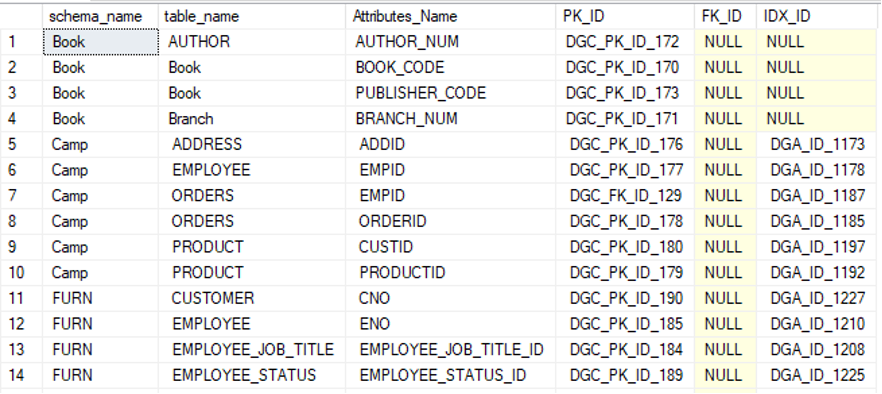 schema_name table_name Attributes_Name PK_ID FK_ID IDX_ID
1 Book AUTHOR AUTHOR_NUM DGC_PK_ID_172 NULL NULL
2 Book Book BOOK_CODE DGC_PK_ID_170 NULL NULL
3 Book Book PUBLISHER_CODE DGC_PK_ID_173 NULL NULL
4 Book Branch BRANCH_NUM DGC_PK_ID_171 NULL NULL
5 Camp ADDRESS ADDID DGC_PK_ID_176 NULL DGA_ID_1173
6 Camp EMPLOYEE EMPID DGC_PK_ID_177 NULL DGA_ID_1178
7 Camp ORDERS EMPID DGC_FK_ID_129 NULL DGA_ID_1187
8 Camp ORDERS ORDERID DGC_PK_ID_178 NULL DGA_ID_1185
9 Camp PRODUCT CUSTID DGC_PK_ID_180 NULL DGA_ID_1197
10 Camp PRODUCT PRODUCTID DGC_PK_ID_179 NULL DGA_ID_1192
11 FURN CUSTOMER CNO DGC_PK_ID_190 NULL DGA_ID_1227
12 FURN EMPLOYEE ENO DGC_PK_ID_185 NULL DGA_ID_1210
13 FURN EMPLOYEE_JOB_TITLE EMPLOYEE_JOB_TITLE_ID DGC_PK_ID_184 NULL DGA_ID_1208
14 FURN EMPLOYEE_STATUS EMPLOYEE_STATUS_ID DGC_PK_ID_189 NULL DGA_ID_1225